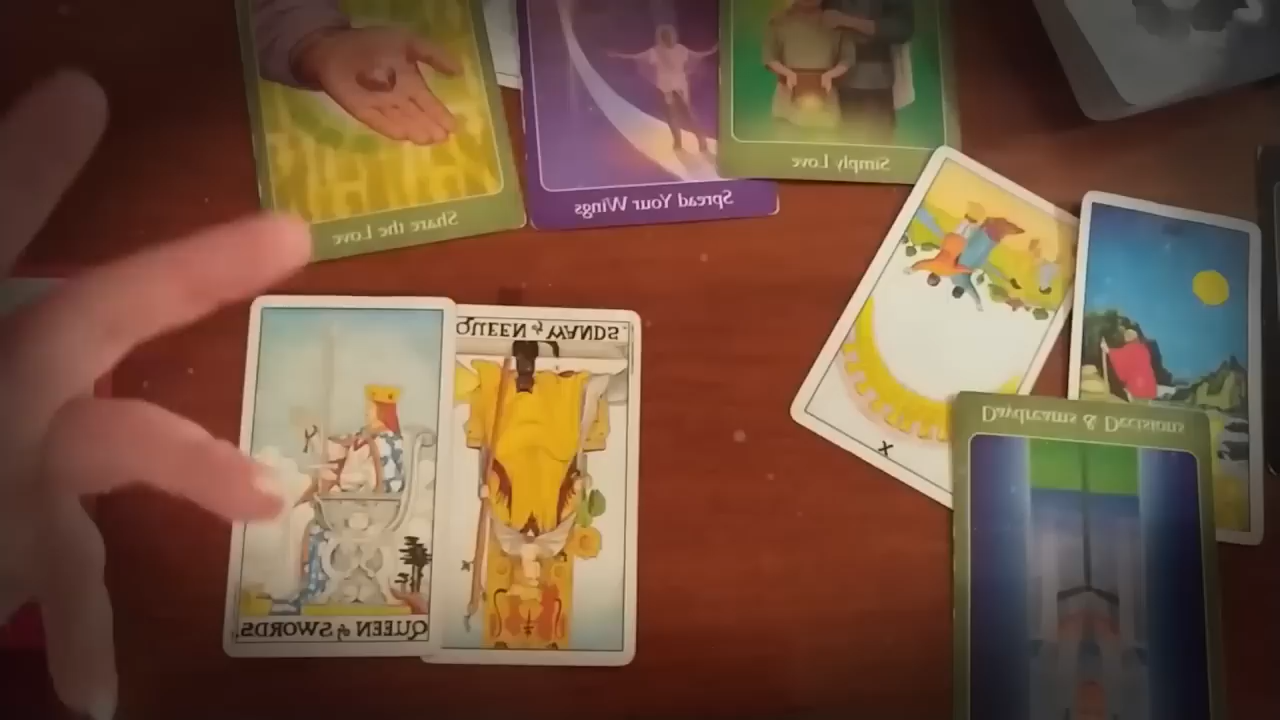 Share the Love
Spread Your Wings
Simply Love
QUEEN of WANDS.
X
Daydreams & Decisions
QUEEN of SWORDS.